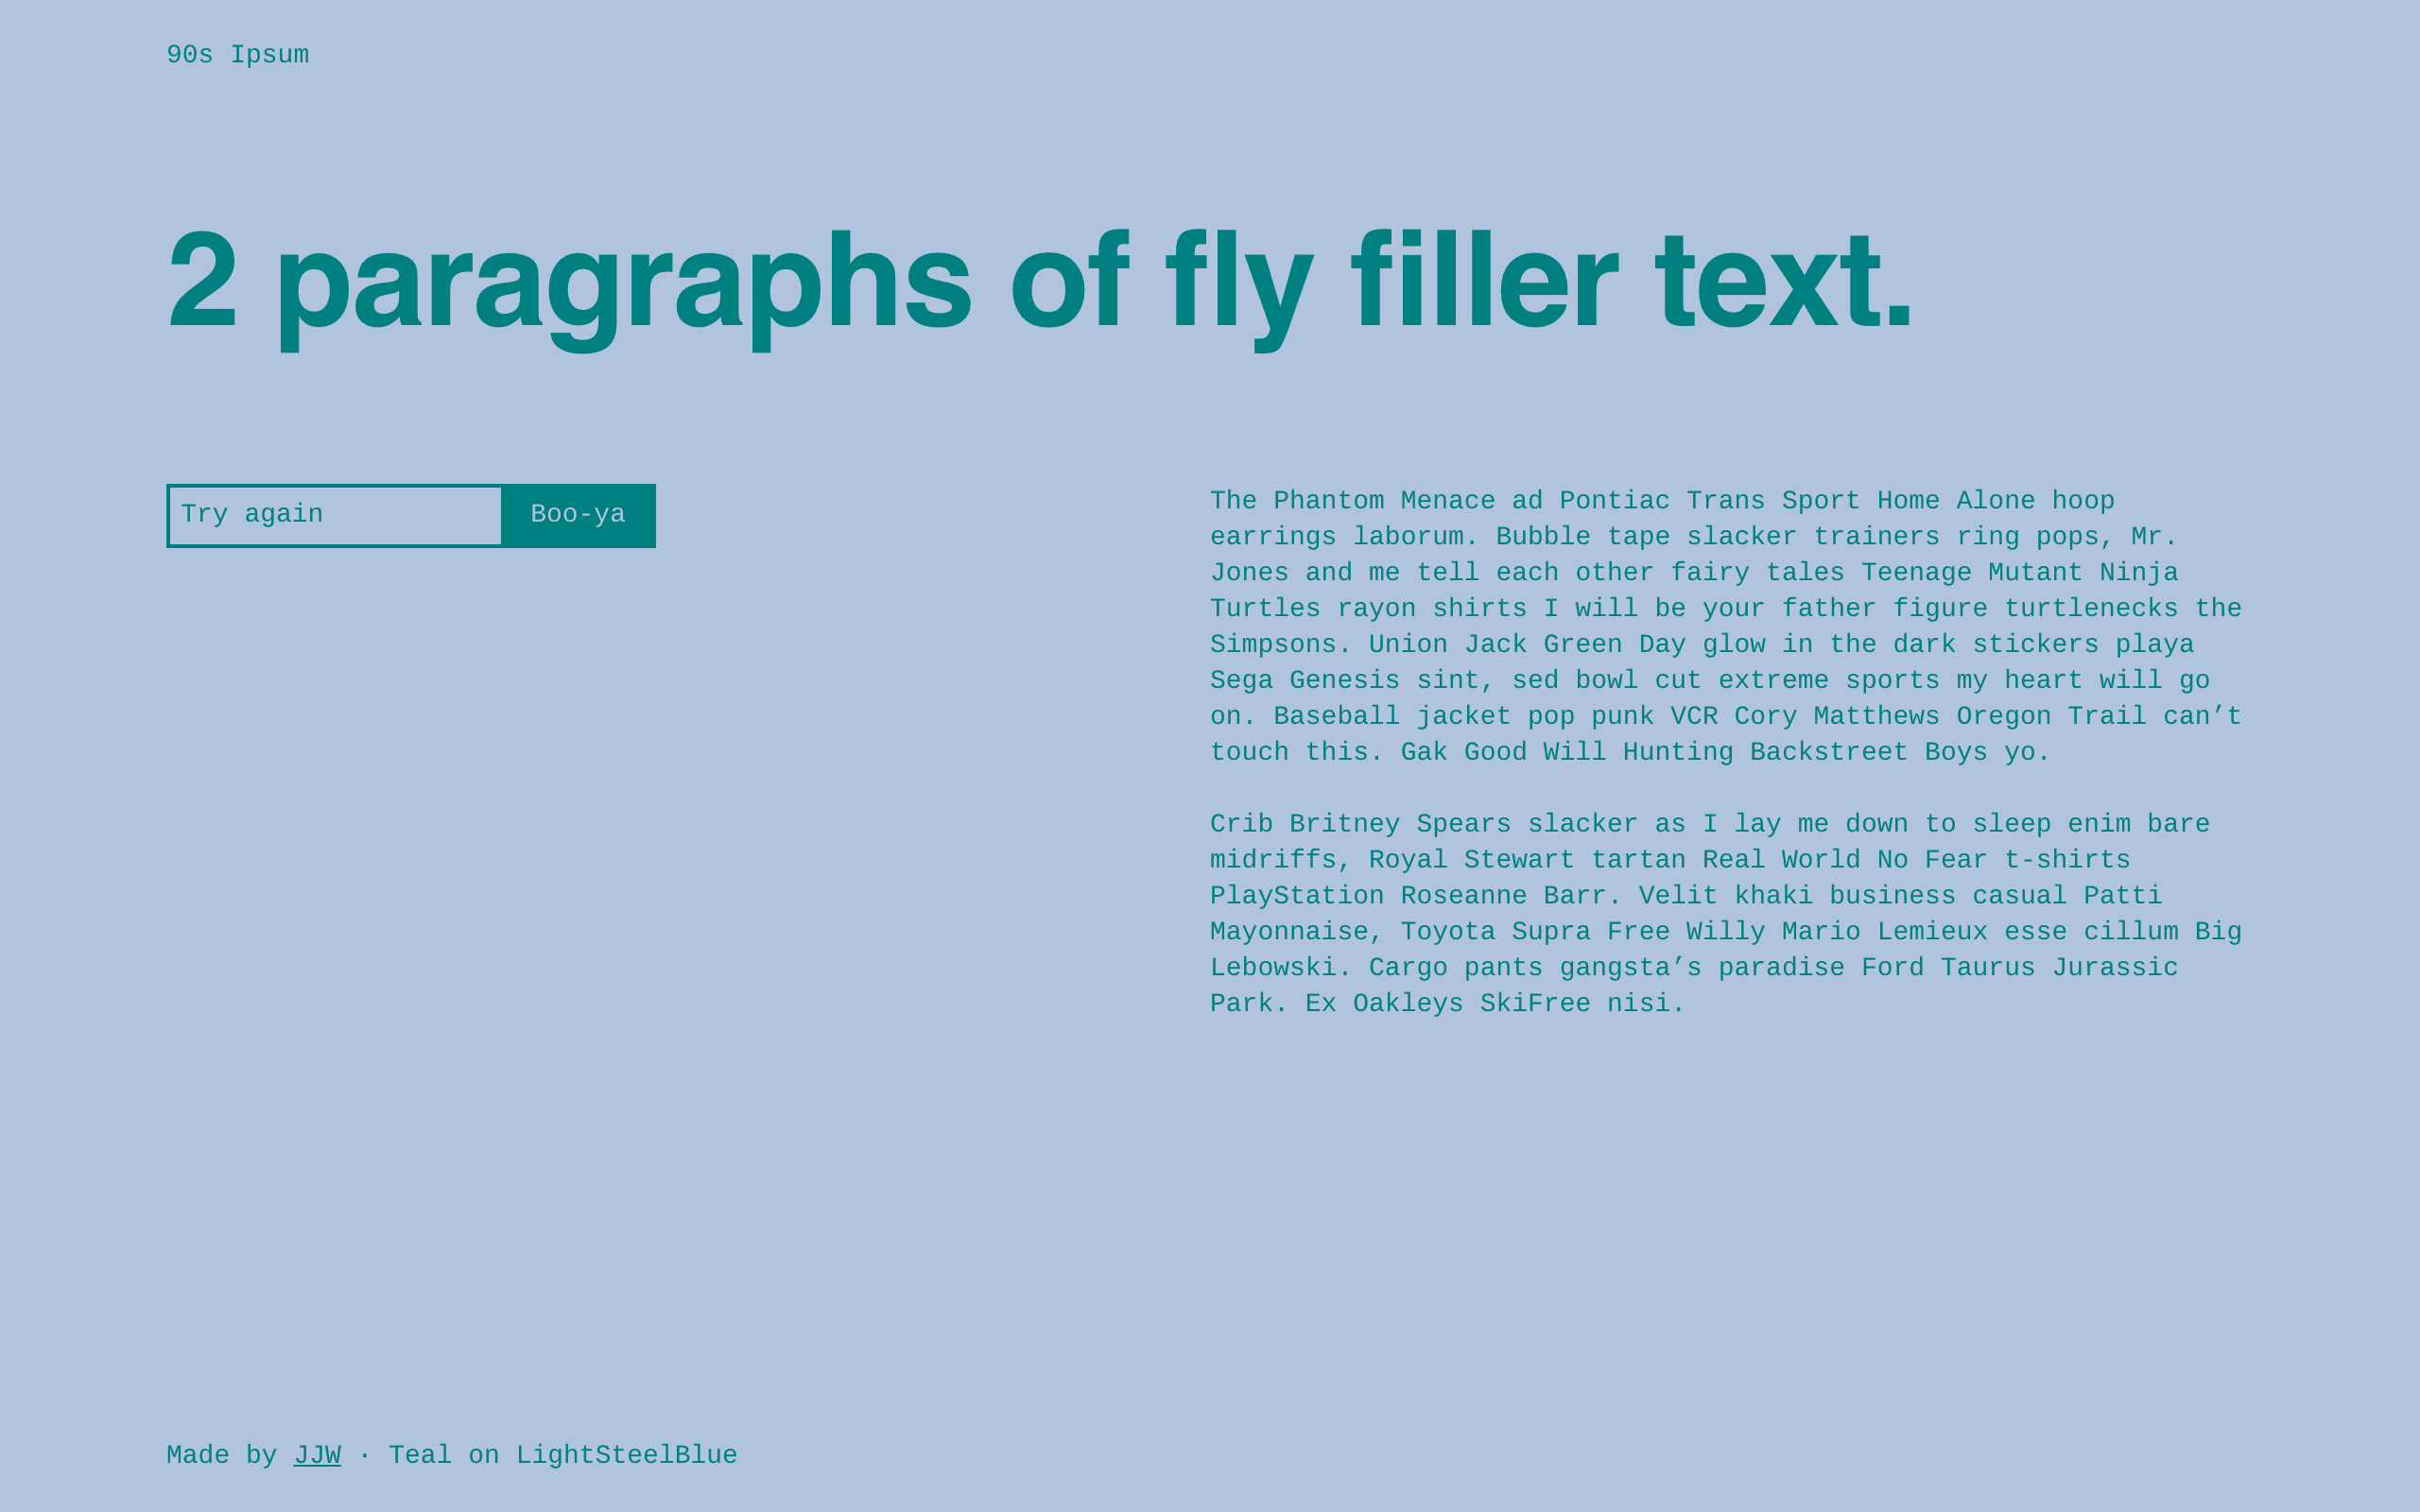 90s Ipsum
2 paragraphs of fly filler text.
Try again
Boo-ya
The Phantom Menace ad Pontiac Trans Sport Home Alone hoop
earrings laborum. Bubble tape slacker trainers ring pops, Mr.
Jones and me tell each other fairy tales Teenage Mutant Ninja
Turtles rayon shirts I will be your father figure turtlenecks the
Simpsons. Union Jack Green Day glow in the dark stickers playa
Sega Genesis sint, sed bowl cut extreme sports my heart will go
on. Baseball jacket pop punk VCR Cory Matthews Oregon Trail can’t
touch this. Gak Good Will Hunting Backstreet Boys yo.
Crib Britney Spears slacker as I lay me down to sleep enim bare
midriffs, Royal Stewart tartan Real World No Fear t-shirts
PlayStation Roseanne Barr. Velit khaki business casual Patti
Mayonnaise, Toyota Supra Free Willy Mario Lemieux esse cillum Big
Lebowski. Cargo pants gangsta’s paradise Ford Taurus Jurassic
Park. Ex Oakleys SkiFree nisi.
Made by JJW · Teal on LightSteelBlue